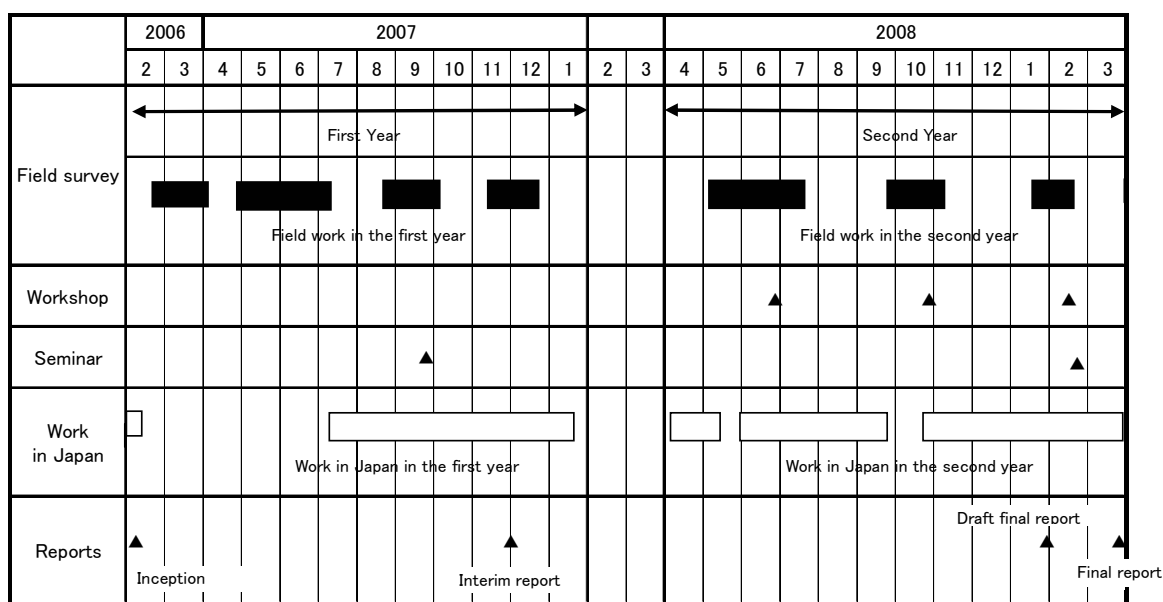 2006 2007 2008
2 3 4 5 6 7 8 9 10 11 12 1 2 3 4 5 6 7 8 9 10 11 12 1 2 3
First Year Second Year
Field survey
Field work in the first year Field work in the second year
Workshop
Seminar
Work
in Japan
Work in Japan in the first year Work in Japan in the second year
Draft final report
Reports
Inception Interim report Final report